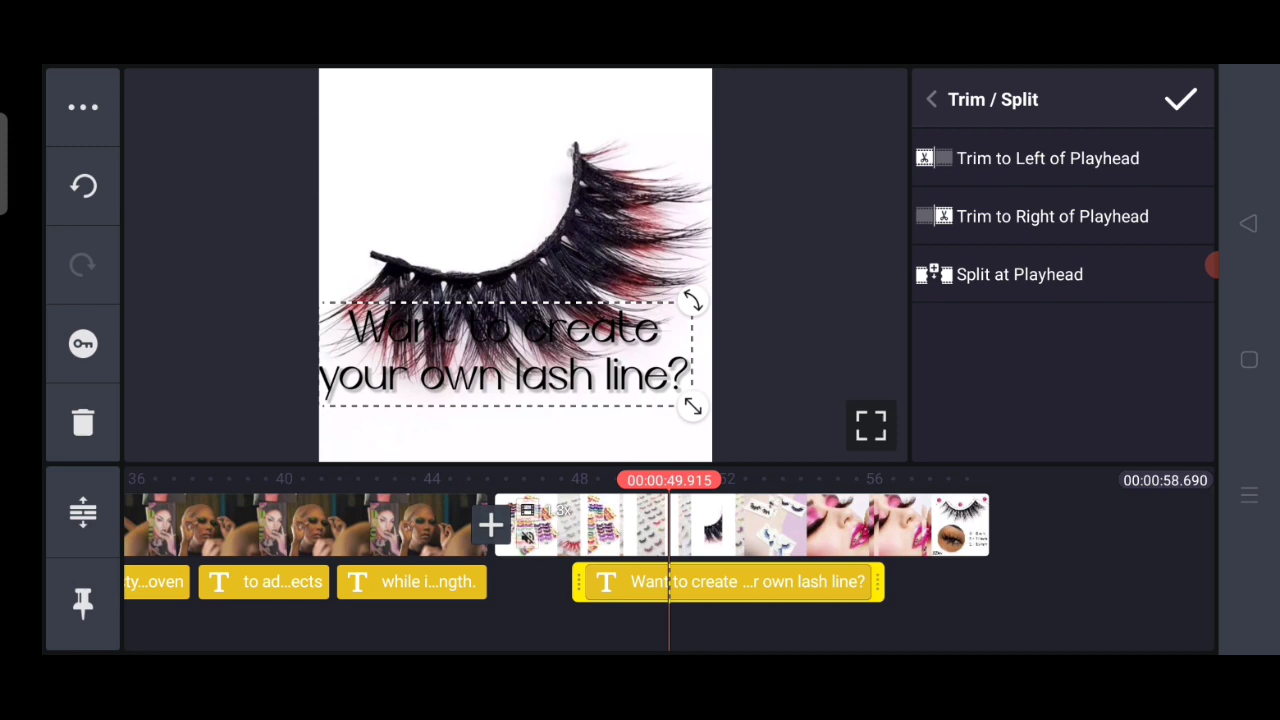 Trim / Split
Trim to Left of Playhead
Trim to Right of Playhead
Split at Playhead
Want to create
your own lash line?
36 40 44 48 52 56
00:00:49.915
00:00:58.690
ty...oven
T to ad...ects
T while i...ngth.
T Want to create ...r own lash line?